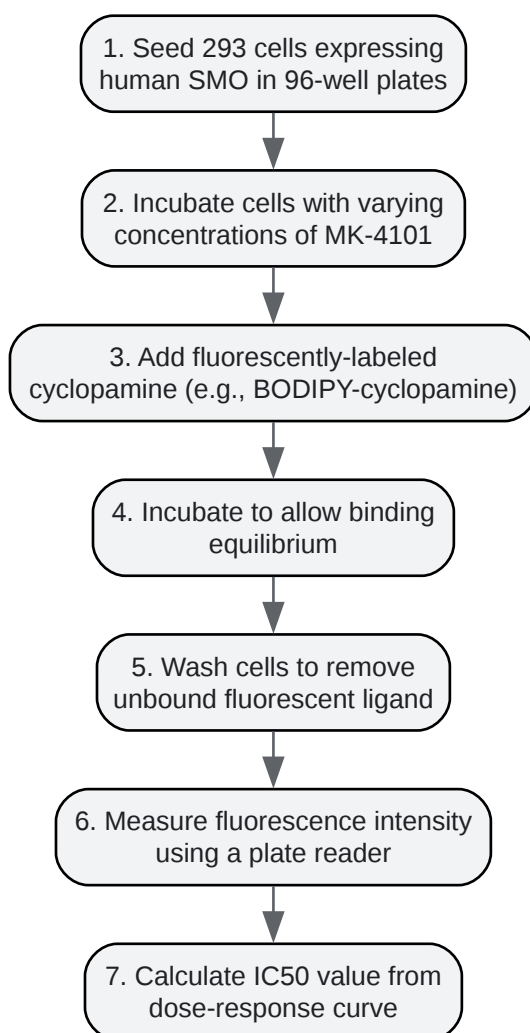 1. Seed 293 cells expressing
human SMO in 96-well plates
2. Incubate cells with varying
concentrations of MK-4101
3. Add fluorescently-labeled
cyclopamine (e.g., BODIPY-cyclopamine)
4. Incubate to allow binding
equilibrium
5. Wash cells to remove
unbound fluorescent ligand
6. Measure fluorescence intensity
using a plate reader
7. Calculate IC50 value from
dose-response curve